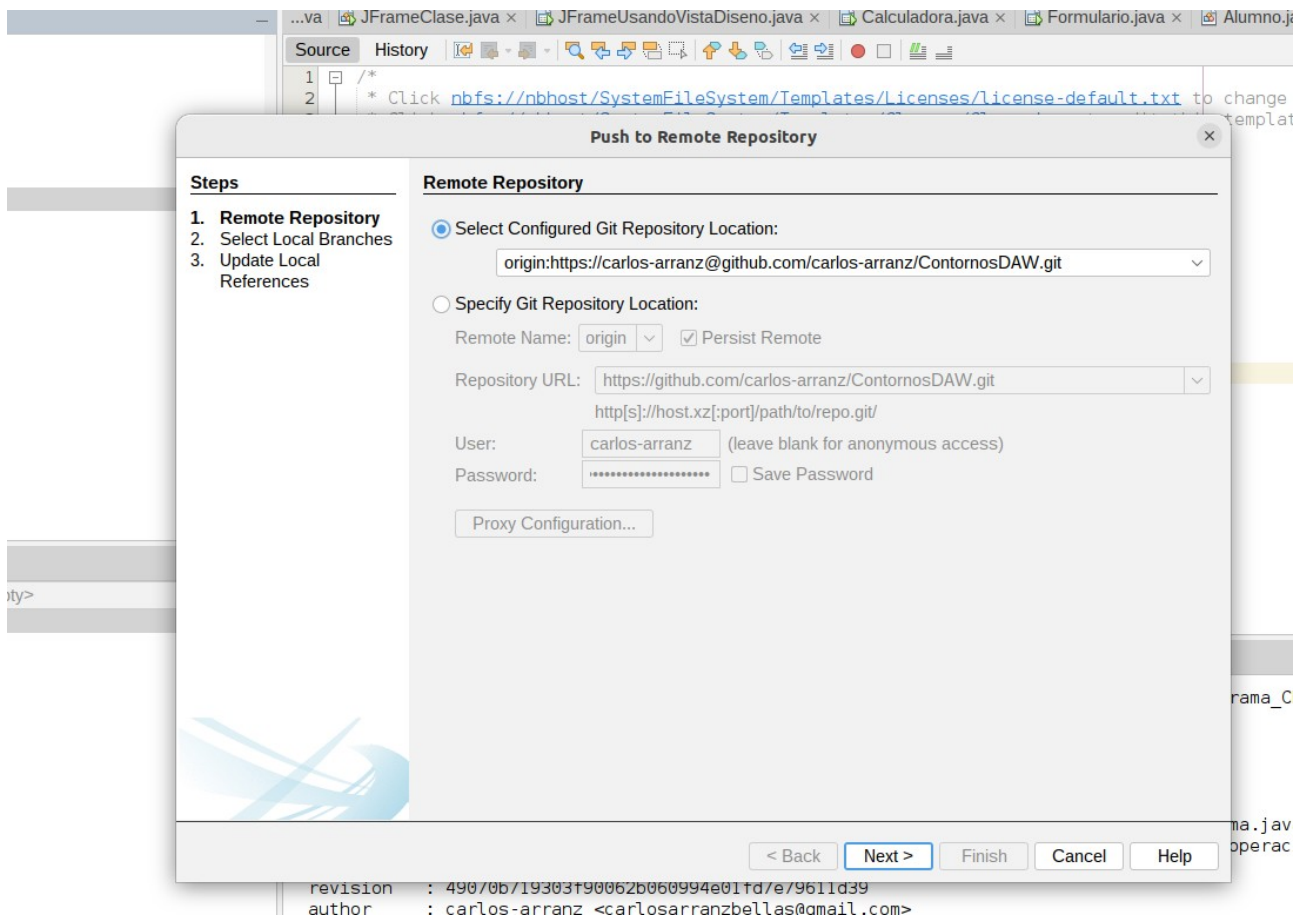 ...va JFrameClase.java × JFrameUsandoVistaDiseno.java × Calculadora.java × Formulario.java × Alumno.ja
Source History
1 /*
2 * Click nbfs://nbhost/SystemFileSystem/Templates/Licenses/license-default.txt to change
templat
Push to Remote Repository
Steps
1. Remote Repository
2. Select Local Branches
3. Update Local
References
Remote Repository
Select Configured Git Repository Location:
origin:https://carlos-arranz@github.com/carlos-arranz/ContornosDAW.git
Specify Git Repository Location:
Remote Name: origin Persist Remote
Repository URL: https://github.com/carlos-arranz/ContornosDAW.git
http[s]://host.xz[:port]/path/to/repo.git/
User: carlos-arranz (leave blank for anonymous access)
Password: Save Password
Proxy Configuration...
pty>
rama_C
ma.jav
operac
< Back Next > Finish Cancel Help
revision :
author : carlos-arranz <carlosarranzbellas@gmail.com>